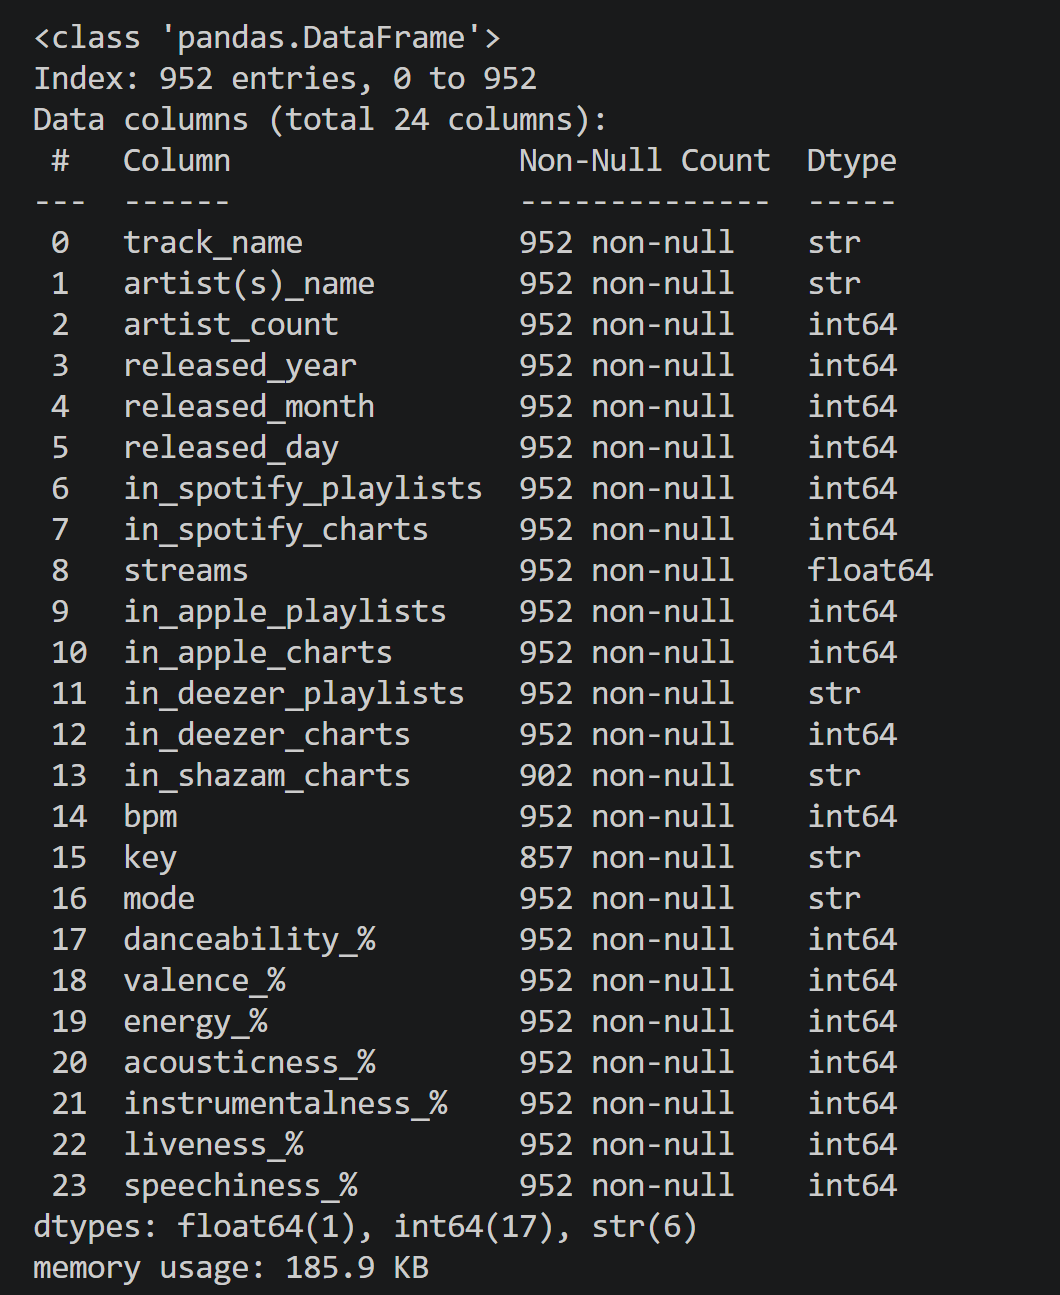 <class 'pandas.DataFrame'>
Index: 952 entries, 0 to 952
Data columns (total 24 columns):
 #   Column                Non-Null Count  Dtype
---  ------                --------------  -----
 0   track_name            952 non-null    str
 1   artist(s)_name        952 non-null    str
 2   artist_count          952 non-null    int64
 3   released_year         952 non-null    int64
 4   released_month        952 non-null    int64
 5   released_day          952 non-null    int64
 6   in_spotify_playlists  952 non-null    int64
 7   in_spotify_charts     952 non-null    int64
 8   streams               952 non-null    float64
 9   in_apple_playlists    952 non-null    int64
 10  in_apple_charts       952 non-null    int64
 11  in_deezer_playlists   952 non-null    str
 12  in_deezer_charts      952 non-null    int64
 13  in_shazam_charts      902 non-null    str
 14  bpm                   952 non-null    int64
 15  key                   857 non-null    str
 16  mode                  952 non-null    str
 17  danceability_%        952 non-null    int64
 18  valence_%             952 non-null    int64
 19  energy_%              952 non-null    int64
 20  acousticness_%        952 non-null    int64
 21  instrumentalness_%    952 non-null    int64
 22  liveness_%            952 non-null    int64
 23  speechiness_%         952 non-null    int64
dtypes: float64(1), int64(17), str(6)
memory usage: 185.9 KB